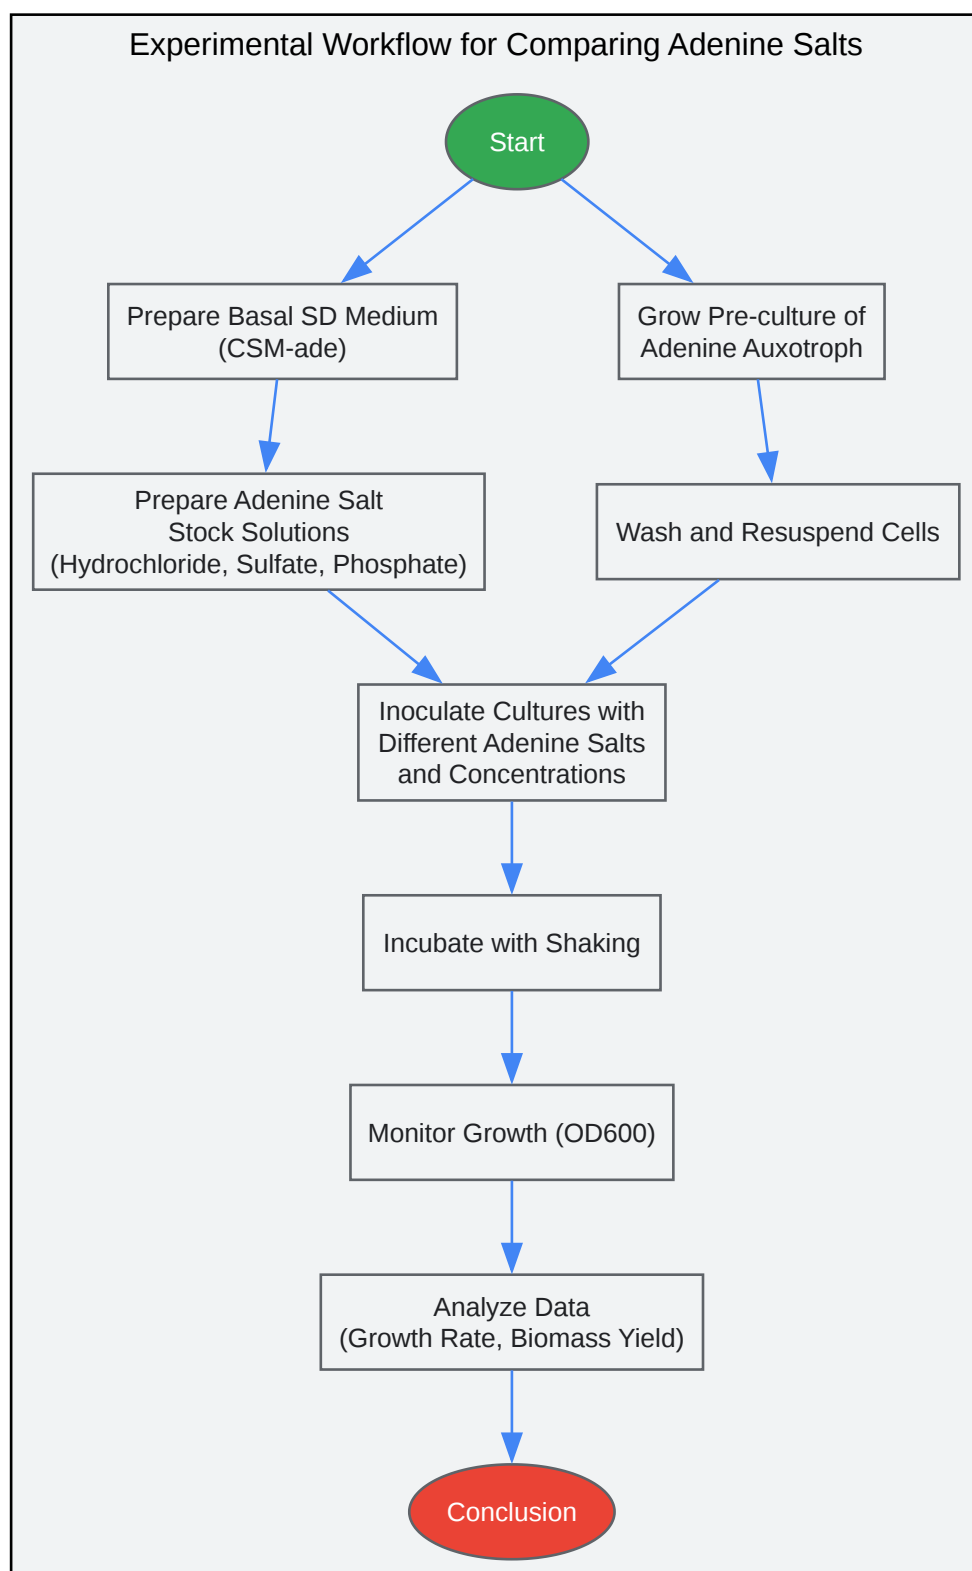 Experimental Workflow for Comparing Adenine Salts
Start
Prepare Basal SD Medium
(CSM-ade)
Grow Pre-culture of
Adenine Auxotroph
Prepare Adenine Salt
Stock Solutions
(Hydrochloride, Sulfate, Phosphate)
Wash and Resuspend Cells
Inoculate Cultures with
Different Adenine Salts
and Concentrations
Incubate with Shaking
Monitor Growth (OD600)
Analyze Data
(Growth Rate, Biomass Yield)
Conclusion